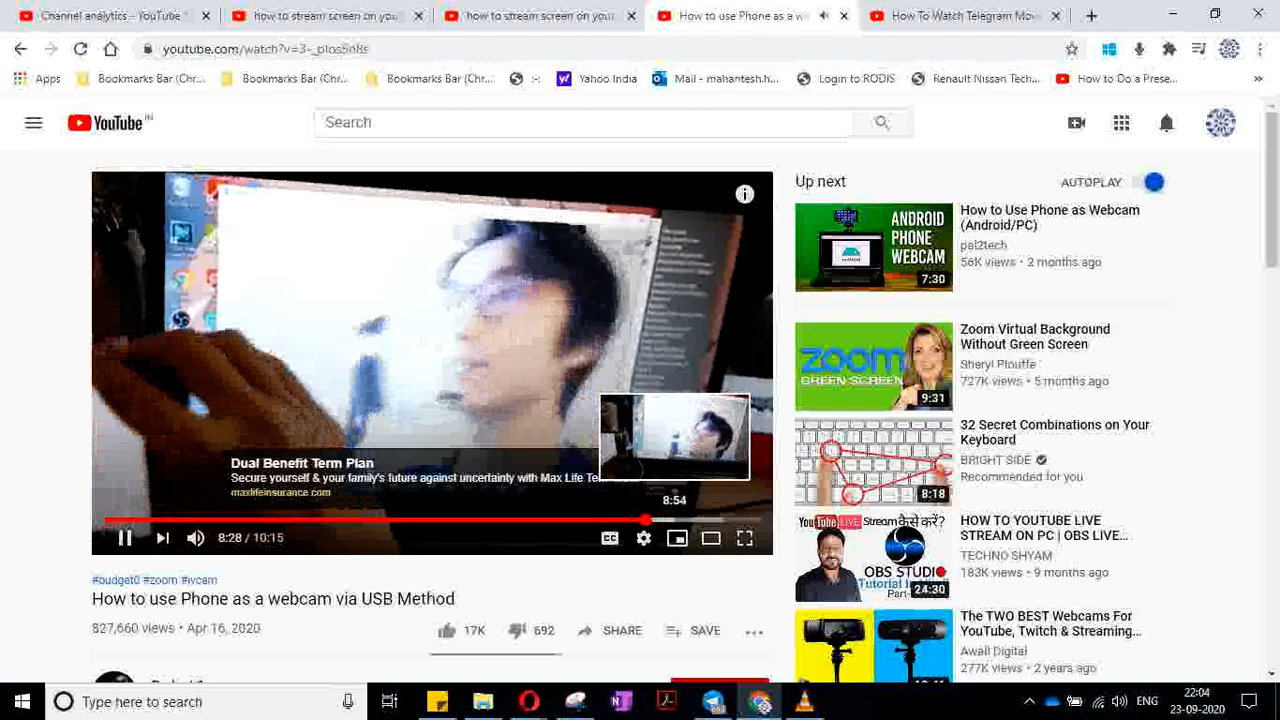 Channel analytics - YouTube
how to stream screen on you
how to stream screen on your
How to use Phone as a w
How To Watch Telegram Mov
youtube.com/watch?v=3-_
Apps
Bookmarks Bar (Chr...
Bookmarks Bar (Chr...
Bookmarks Bar (Cr...
:-:
Yahoo India
Mail - mahantesh.h...
Login to RODIS
Renault Nissan Tech...
How to Do a Prese...
YouTube IN
Search
Up next
AUTOPLAY
ANDROID
PHONE
WEBCAM
7:30
How to Use Phone as Webcam
(Android/PC)
56K views • 2 months ago
zoom
GREEN SCREEN
9:31
Zoom Virtual Background
Without Green Screen
Sheryl Plouffe
727K views • 5 months ago
8:18
32 Secret Combinations on Your
Keyboard
BRIGHT SIDE
Recommended for you
YouTube LIVE
Stream कैसे करें?
OBS STUDIO
Tutorial in
Part-
24:30
HOW TO YOUTUBE LIVE
STREAM ON PC | OBS LIVE...
TECHNO SHYAM
183K views • 9 months ago
The TWO BEST Webcams For
YouTube, Twitch & Streaming...
Awall Digital
277K views • 2 years ago
Dual Benefit Term Plan
Secure yourself & your family's future against uncertainty with Max Life Te
maxlifeinsurance.com
8:54
8:28 / 10:15
CC
#budget0 #zoom #ivcam
How to use Phone as a webcam via USB Method
827,660 views • Apr 16, 2020
17K
692
SHARE
SAVE
Type here to search
ENG
22:04
23-09-2020